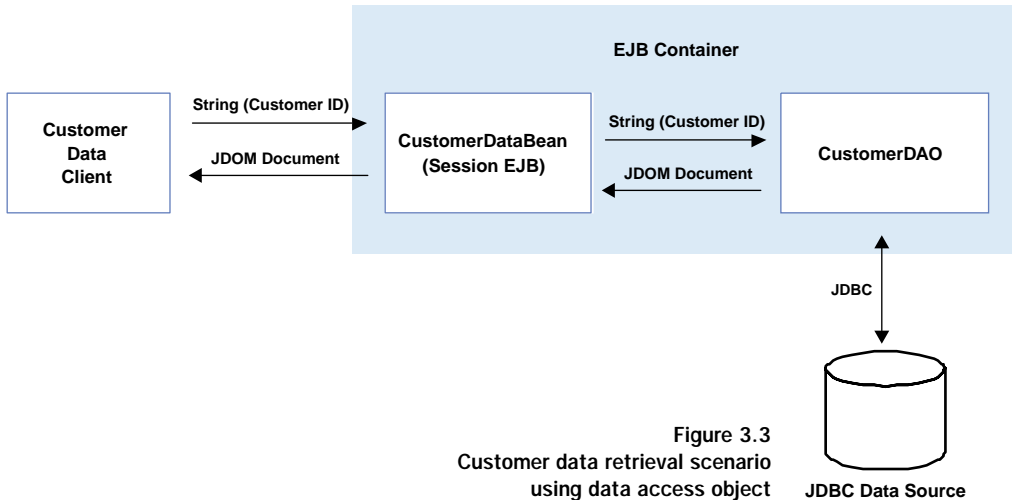 EJB Container
String (Customer ID)
Customer
Data
Client
JDOM Document
CustomerDataBean
(Session EJB)
String (Customer ID)
JDOM Document
CustomerDAO
JDBC
Figure 3.3
Customer data retrieval scenario
using data access object
JDBC Data Source